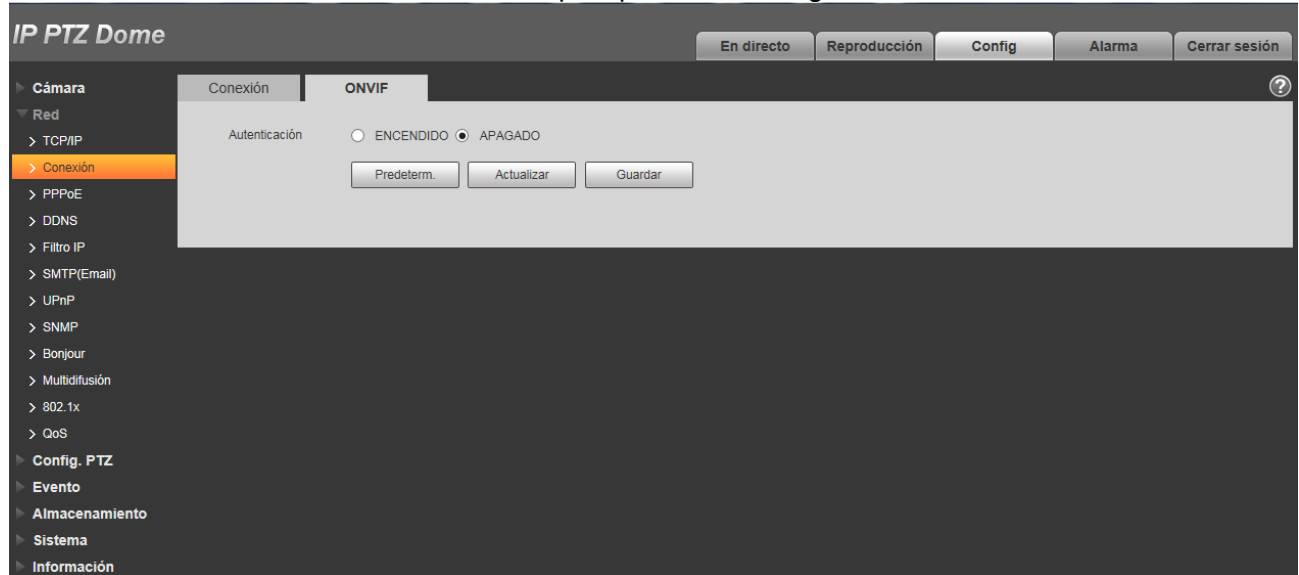 IP PTZ Dome
En directo
Reproducción
Config
Alarma
Cerrar sesión
Cámara
Red
TCP/IP
Conexión
PPPoE
DDNS
Filtro IP
SMTP(Email)
UPnP
SNMP
Bonjour
Multidifusión
802.1x
QoS
Config. PTZ
Evento
Almacenamiento
Sistema
Información
Conexión
ONVIF
?
Autenticación
ENCENDIDO
APAGADO
Predeterm.
Actualizar
Guardar